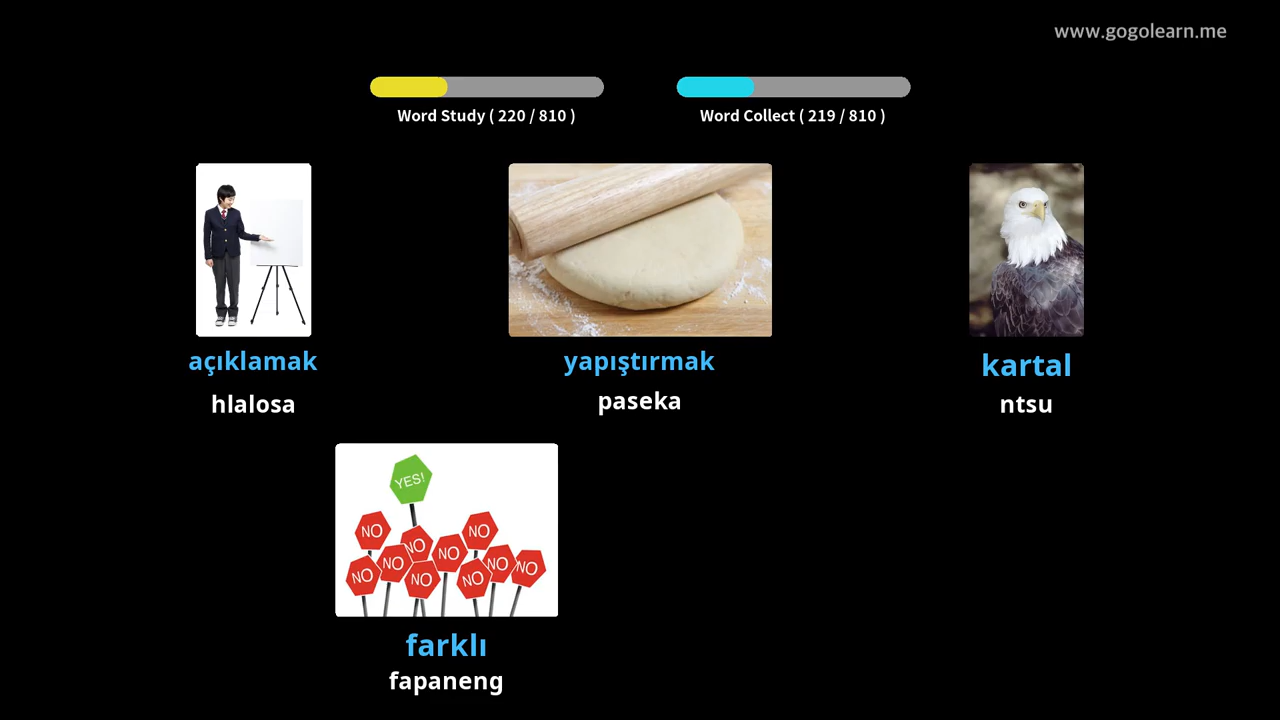 www.gogolearn.me
Word Study ( 220 / 810 )
Word Collect ( 219 / 810 )
açıklamak
hlalosa
yapıştırmak
paseka
kartal
ntsu
YES!
NO
NO
NO
NO
NO
NO
NO
NO
NO
NO
farklı
fapaneng